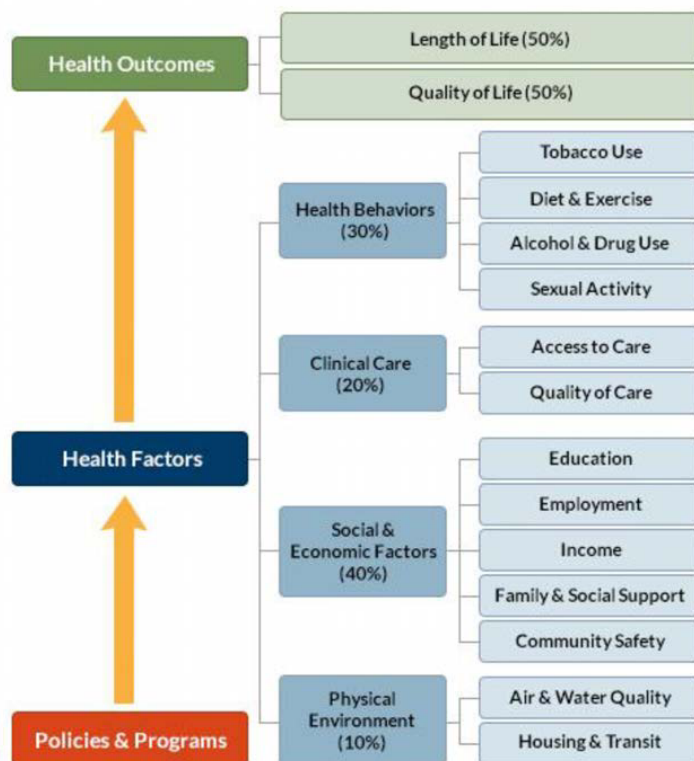 Health Outcomes
Length of Life (50%)
Quality of Life (50%)
Health Factors
Health Behaviors
(30%)
Tobacco Use
Diet & Exercise
Alcohol & Drug Use
Sexual Activity
Clinical Care
(20%)
Access to Care
Quality of Care
Social &
Economic Factors
(40%)
Education
Employment
Income
Family & Social Support
Community Safety
Physical
Environment
(10%)
Air & Water Quality
Housing & Transit
Policies & Programs